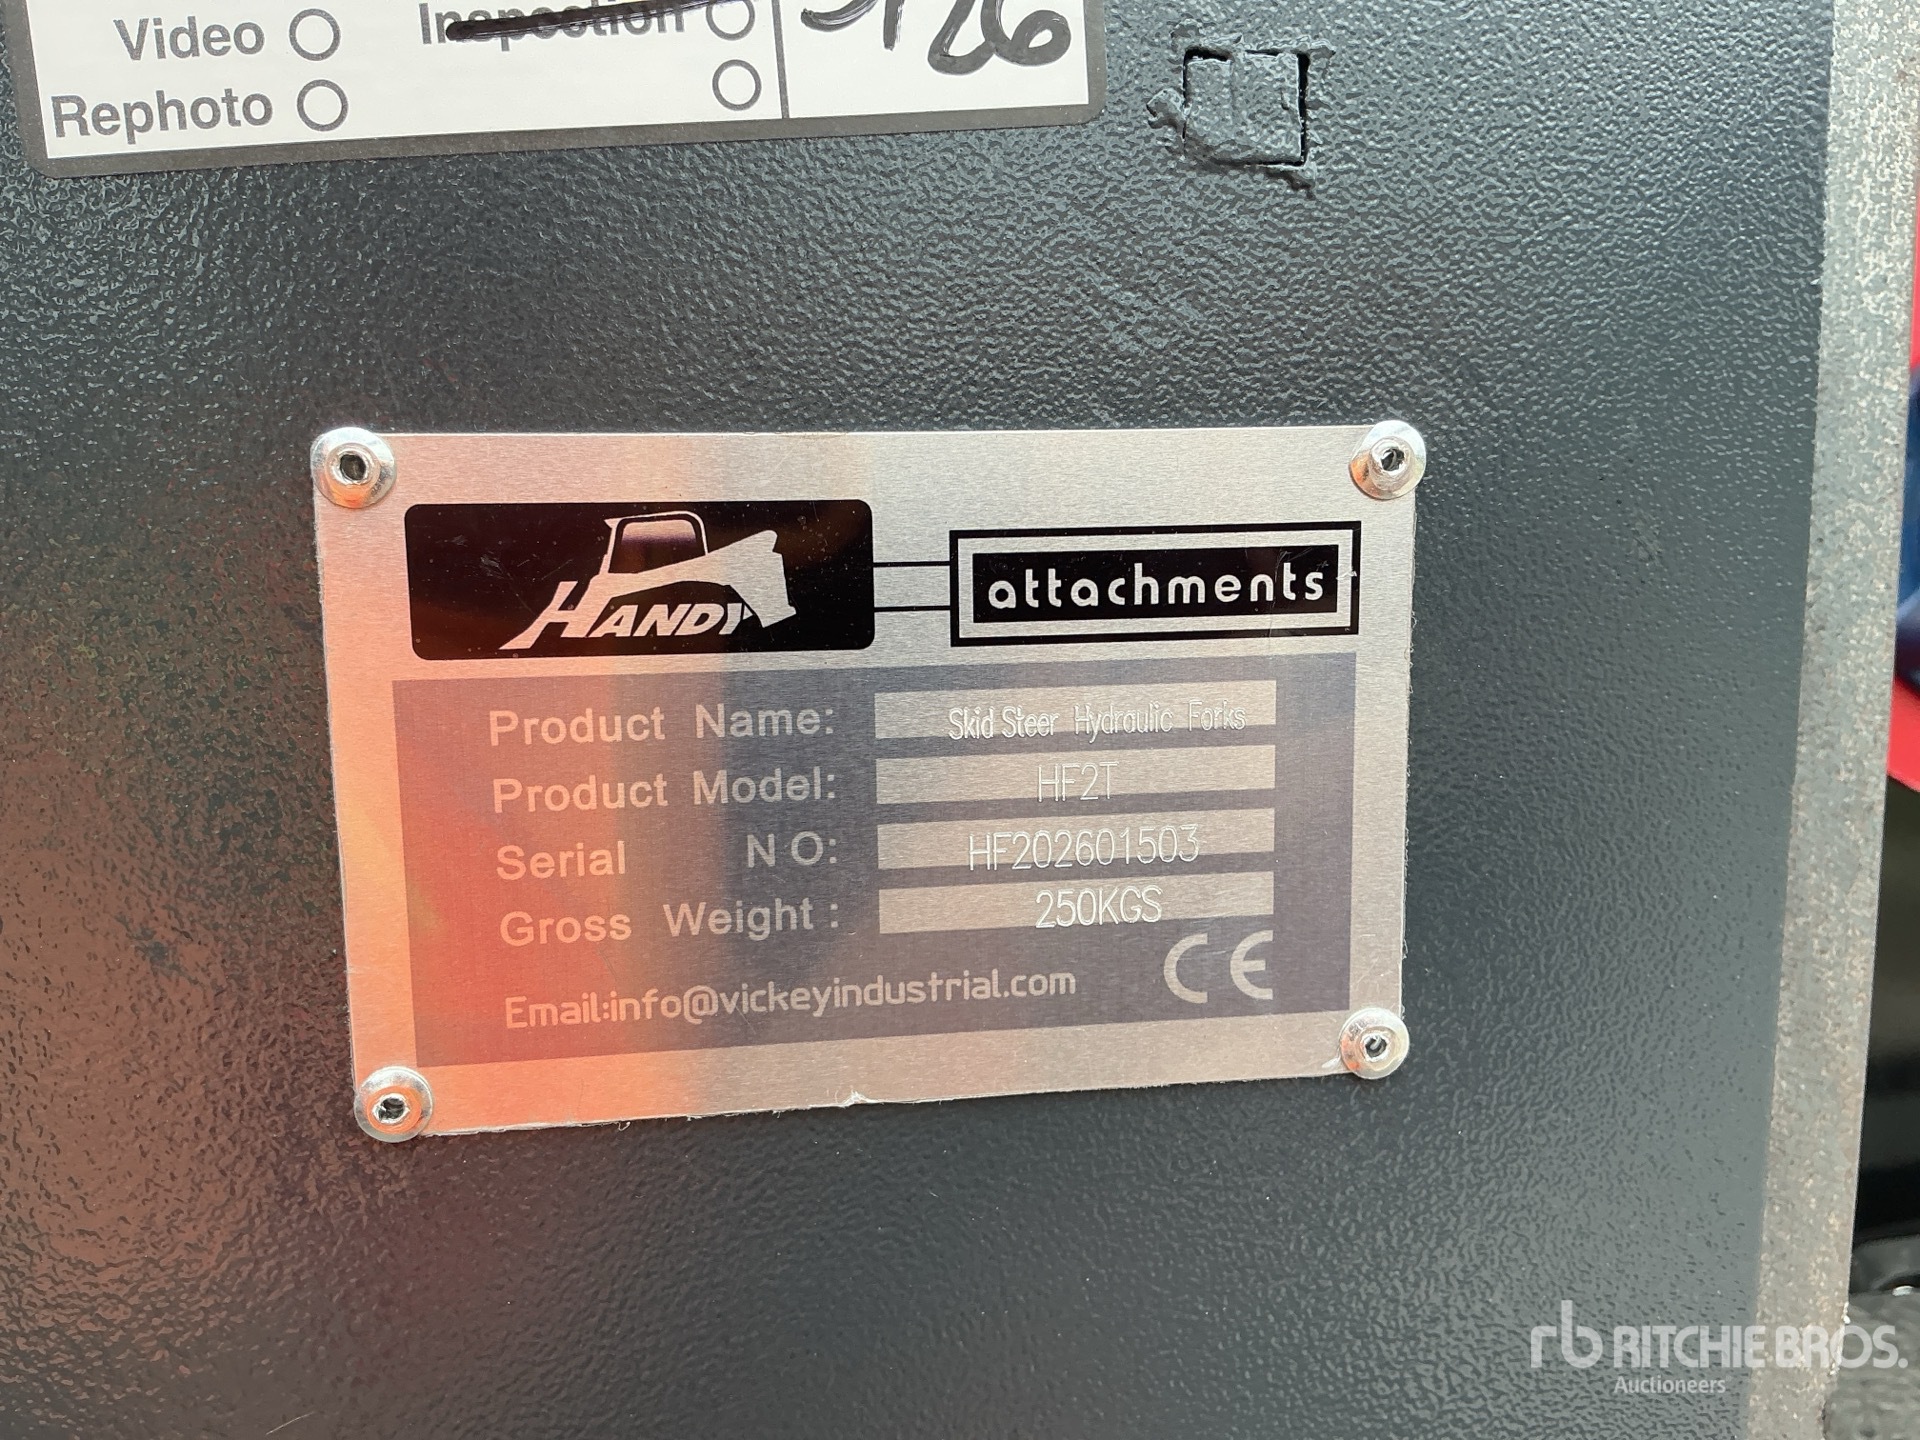 Video
Rephoto
HANDY
attachments
Product Name: Skid Steer Hydraulic Forks
Product Model: HF2T
Serial NO: HF202601503
Gross Weight: 250KGS
Email:info@vickeyindustrial.com
CE
rb RITCHIE BROS.
Auctioneers